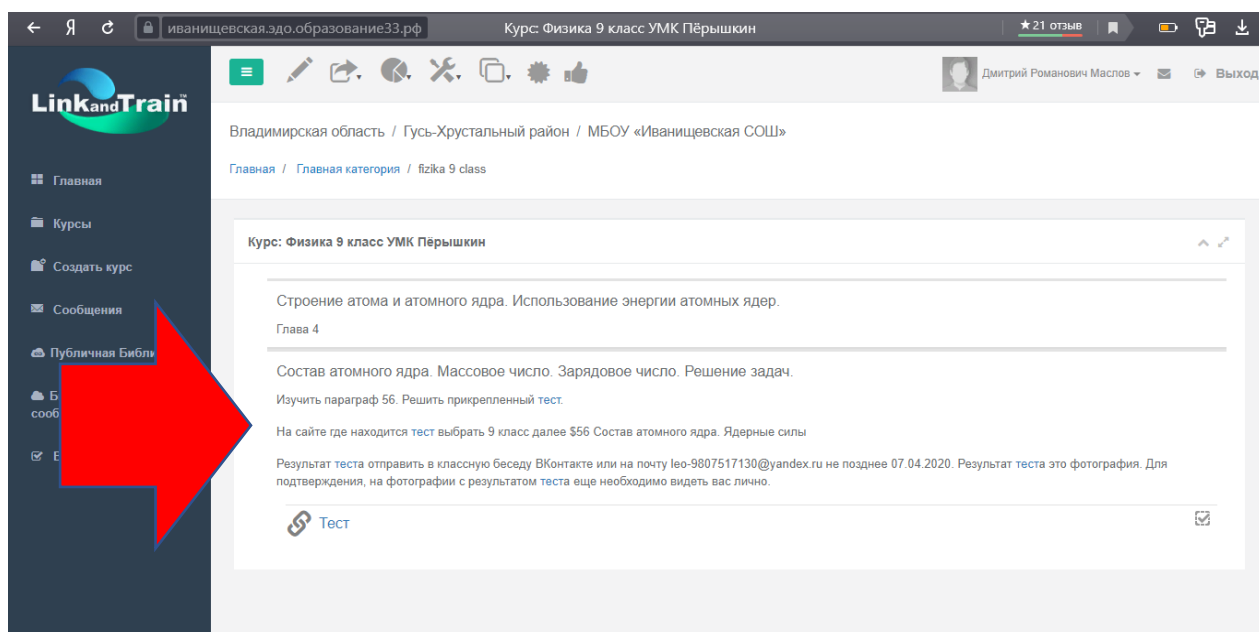 Я
иванищевская.эдо.образование33.рф
Курс: Физика 9 класс УМК Пёрышкин
★21 отзыв
LinkandTrain
Дмитрий Романович Маслов
Выход
Владимирская область / Гусь-Хрустальный район / МБОУ «Иванищевская СОШ»
Главная / Главная категория / fizika 9 class
Главная
Курсы
Создать курс
Сообщения
Публичная
Б
сооб
Курс: Физика 9 класс УМК Пёрышкин
Строение атома и атомного ядра. Использование энергии атомных ядер.
Глава 4
Состав атомного ядра. Массовое число. Зарядовое число. Решение задач.
Изучить параграф 56. Решить прикрепленный тест.
На сайте где находится тест выбрать 9 класс далее $56 Состав атомного ядра. Ядерные силы
Результат теста отправить в классную беседу ВКонтакте или на почту leo-9807517130@yandex.ru не позднее 07.04.2020. Результат теста это фотография. Для
подтверждения, на фотографии с результатом теста еще необходимо видеть вас лично.
Тест